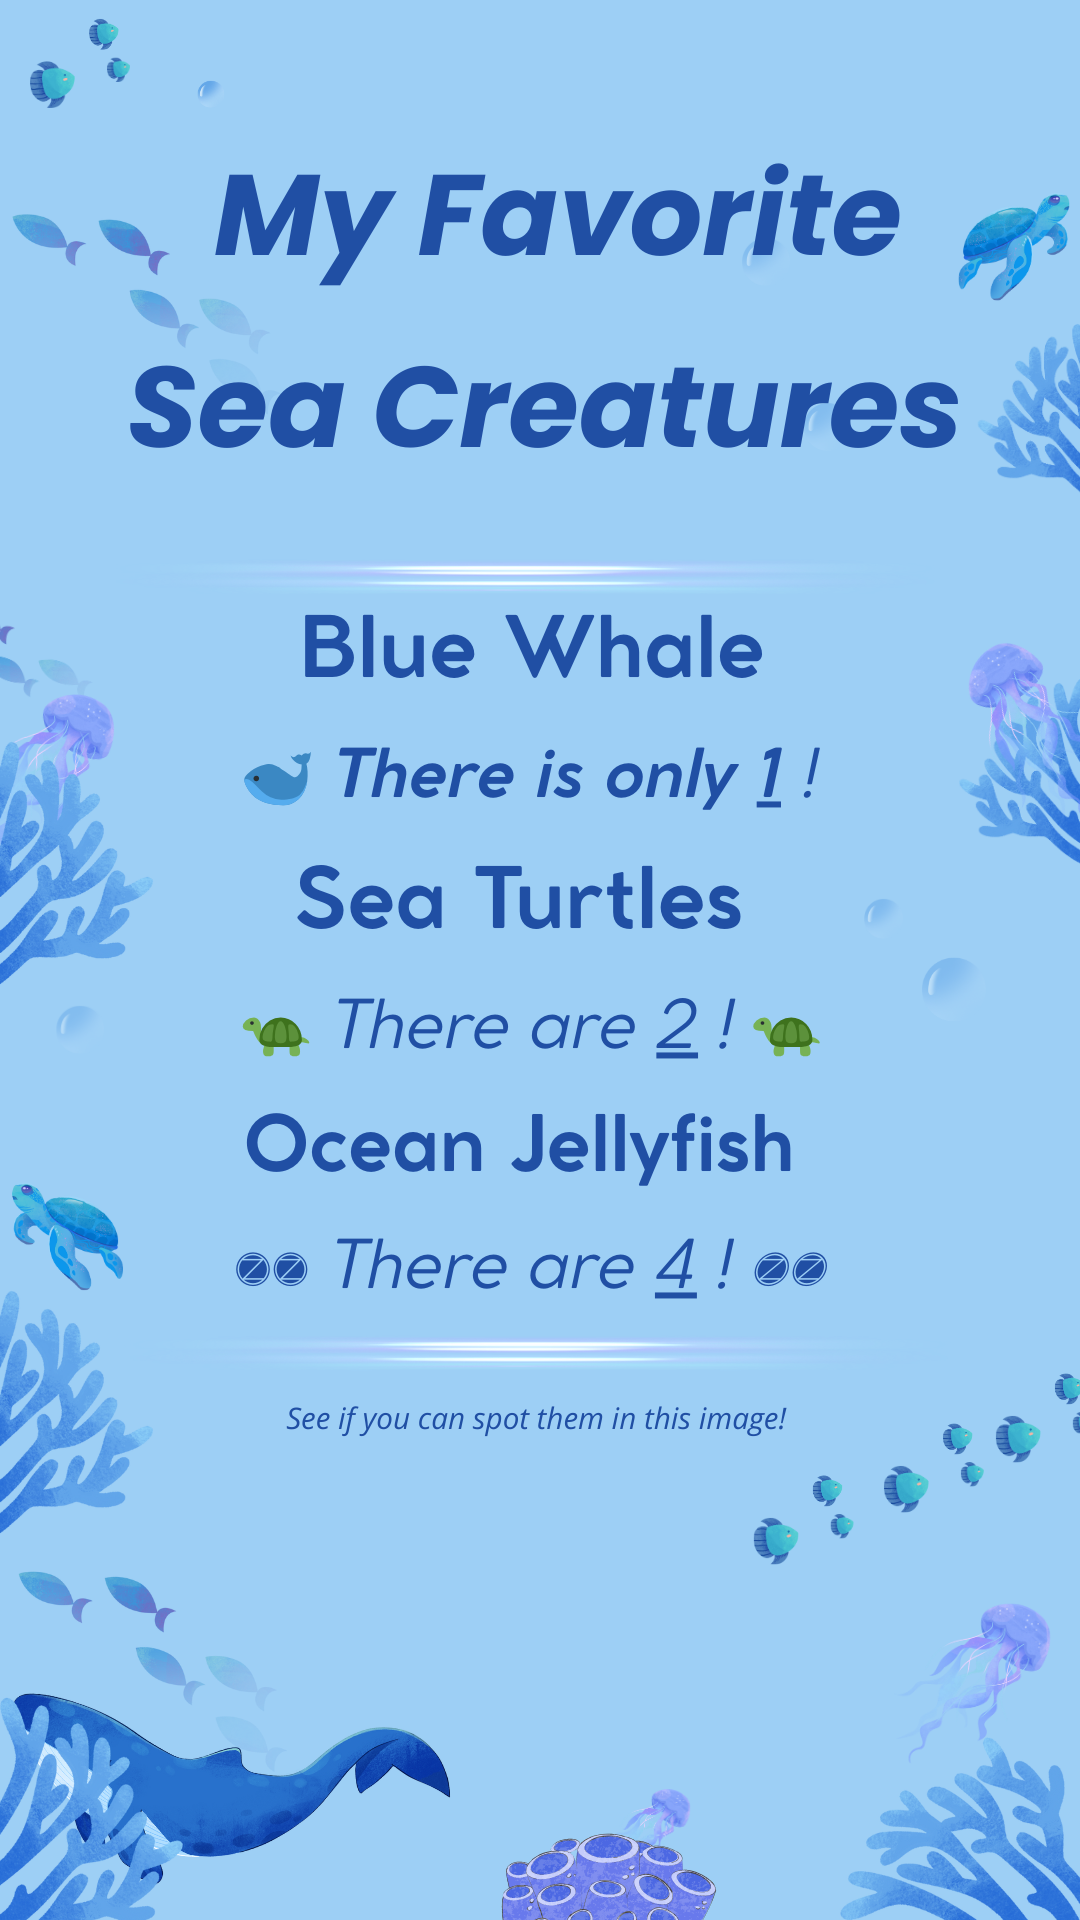 My Favorite
Sea Creatures
Blue Whale
🐳 There is only 1 !
Sea Turtles
🐢 There are 2 ! 🐢
Ocean Jellyfish
There are 4 !
See if you can spot them in this image!